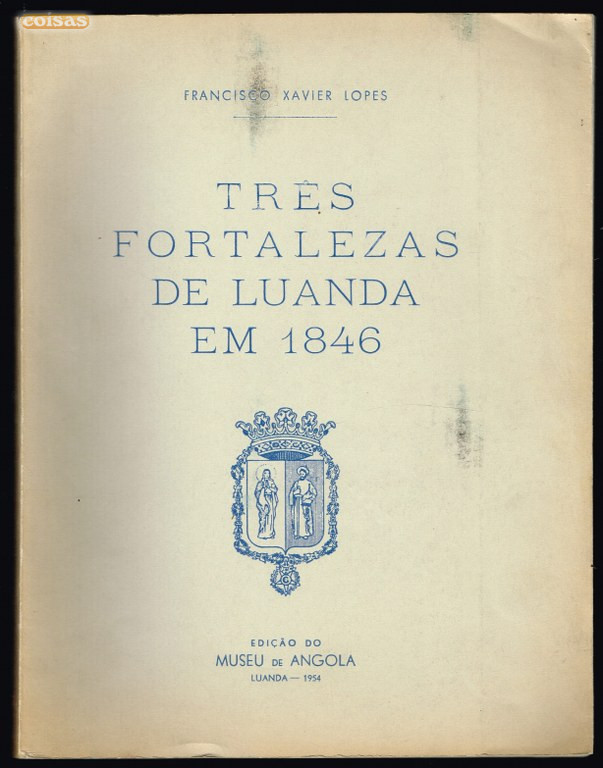 coisas
FRANCISCO XAVIER LOPES
TRÊS
FORTALEZAS
DE LUANDA
EM 1846
EDIÇÃO DO
MUSEU DE ANGOLA
LUANDA — 1954